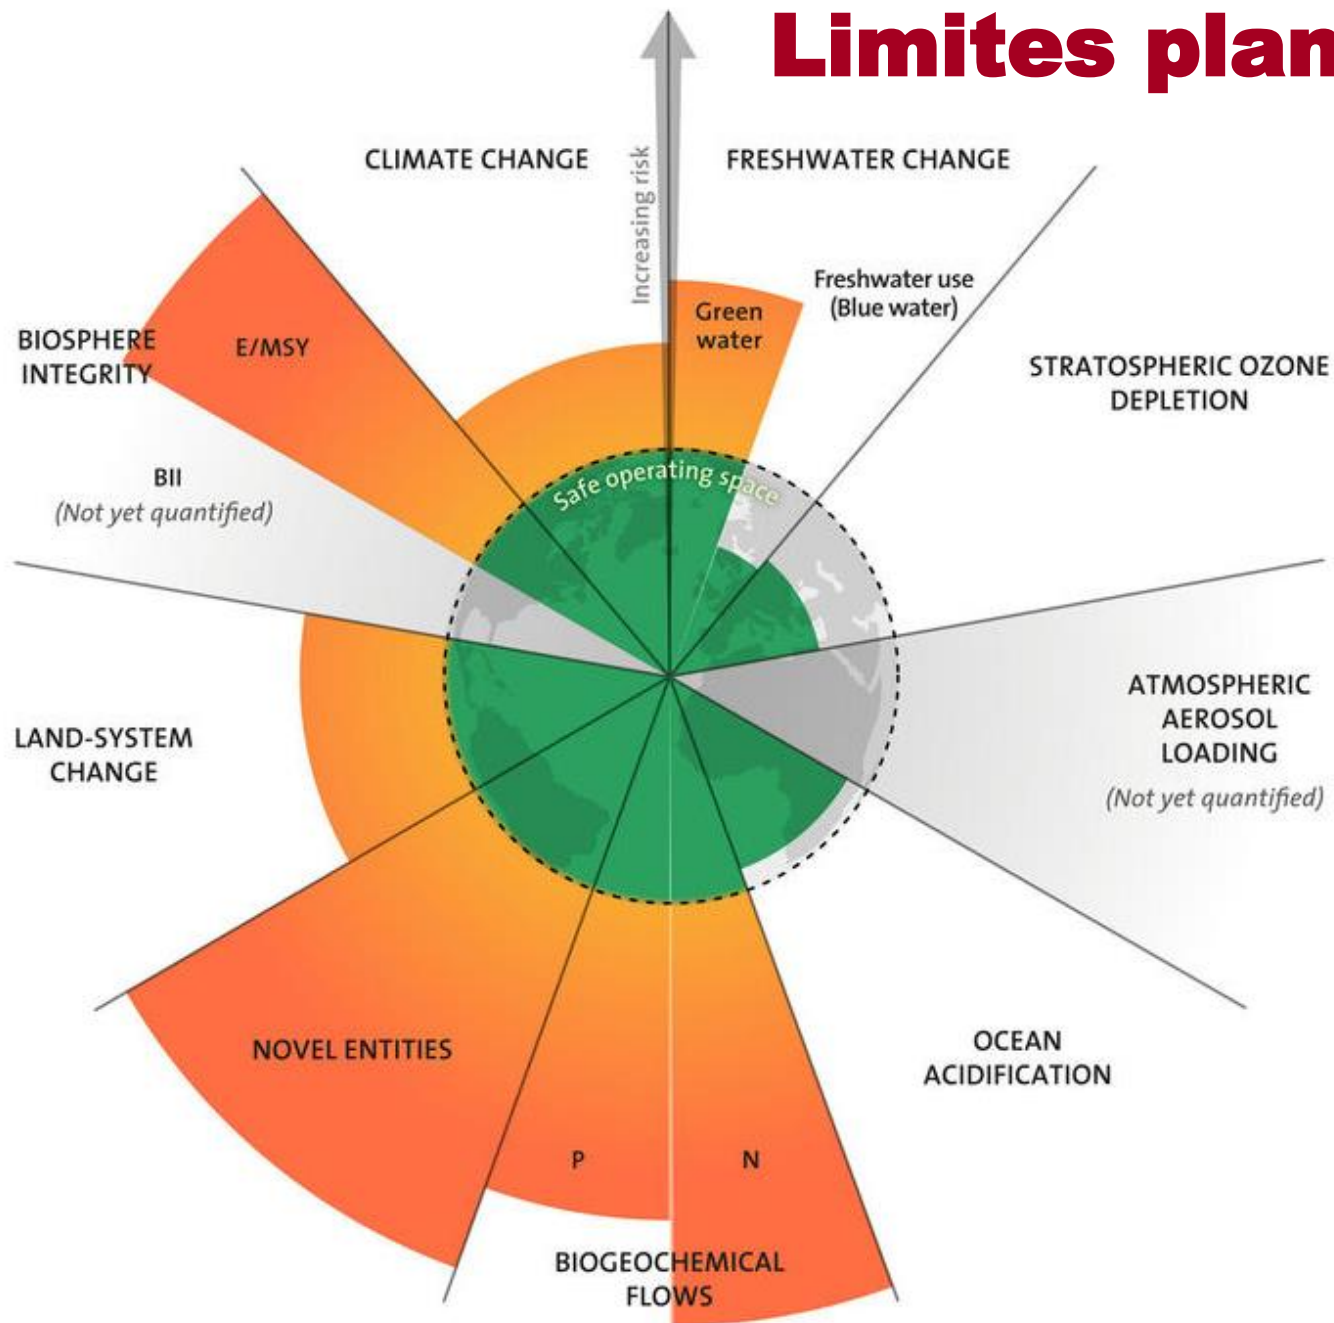 Limites plan
CLIMATE CHANGE
Increasing risk
FRESHWATER CHANGE
Freshwater use
(Blue water)
Green
water
STRATOSPHERIC OZONE
DEPLETION
BIOSPHERE
INTEGRITY
E/MSY
BII
(Not yet quantified)
Safe operating space
ATMOSPHERIC
AEROSOL
LOADING
(Not yet quantified)
LAND-SYSTEM
CHANGE
OCEAN
ACIDIFICATION
NOVEL ENTITIES
P
N
BIOGEOCHEMICAL
FLOWS